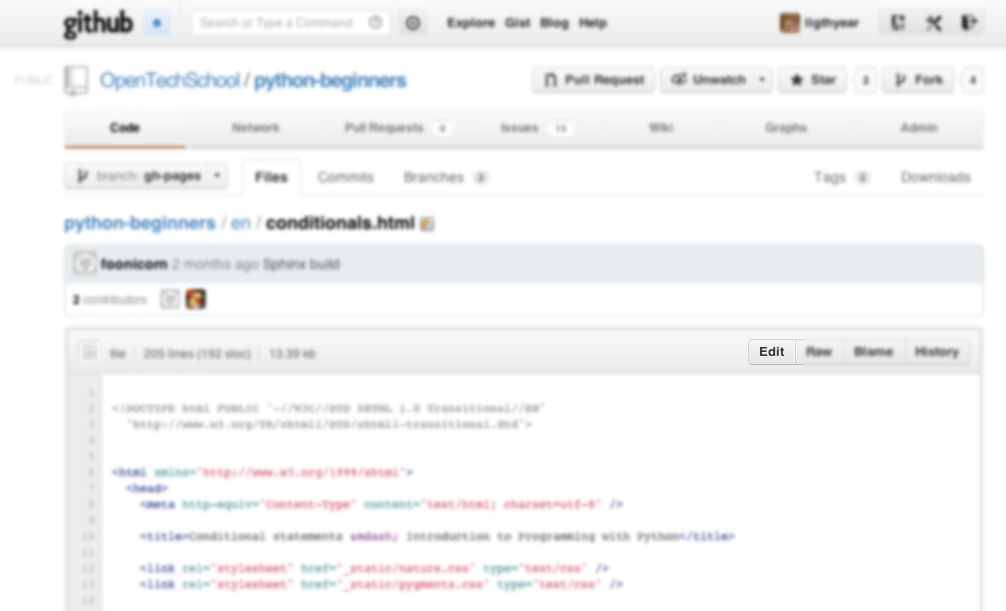 github Search or Type a Command Explore Gist Blog Help ligthyear
PUBLIC OpenTechSchool / python-beginners Pull Request Unwatch Star 3 Fork 4
Code Network Pull Requests 0 Issues 15 Wiki Graphs Admin
branch: gh-pages Files Commits Branches 3 Tags 2 Downloads
python-beginners / en / conditionals.html
foonicorn 2 months ago Sphinx build
2 contributors
file 205 lines (192 sloc) 13.39 kb Edit Raw Blame History
1
2 <!DOCTYPE html PUBLIC "-//W3C//DTD XHTML 1.0 Transitional//EN"
3 "http://www.w3.org/TR/xhtml1/DTD/xhtml1-transitional.dtd">
4
5
6 <html xmlns="http://www.w3.org/1999/xhtml">
7 <head>
8 <meta http-equiv="Content-Type" content="text/html; charset=utf-8" />
9
10 <title>Conditional statements &mdash; Introduction to Programming with Python</title>
11
12 <link rel="stylesheet" href="_static/nature.css" type="text/css" />
13 <link rel="stylesheet" href="_static/pygments.css" type="text/css" />
14